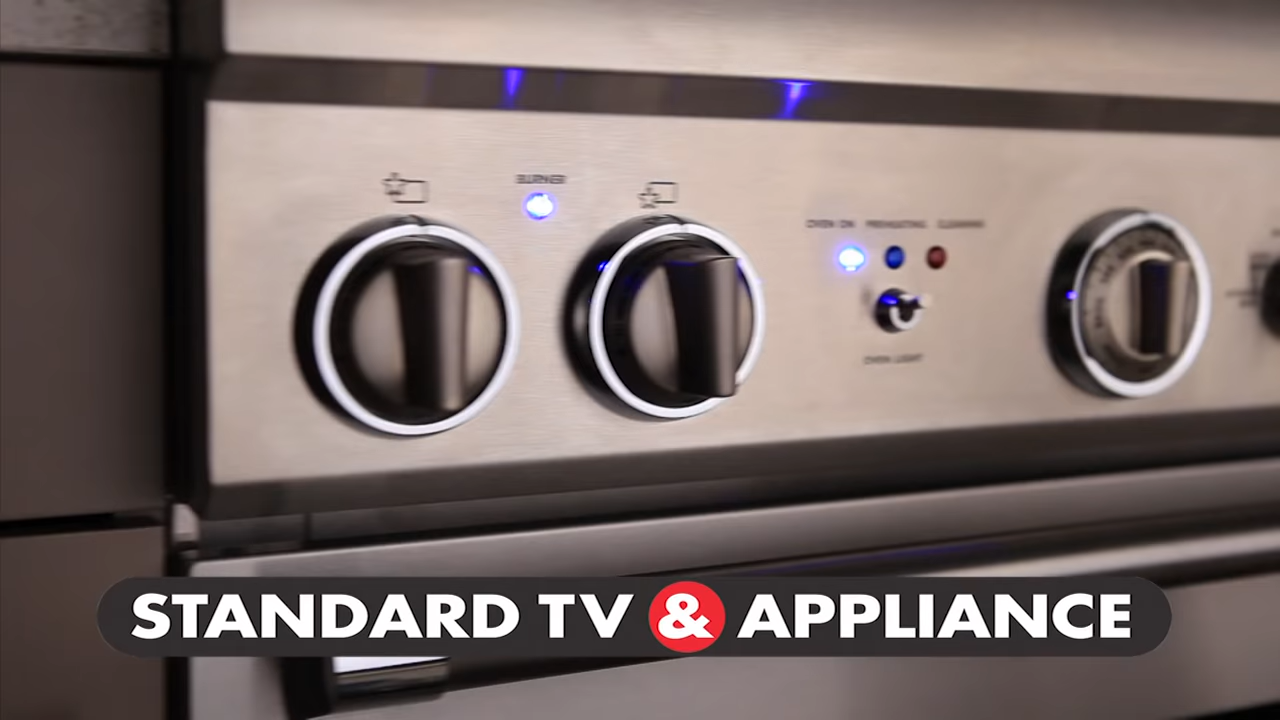 BURNER
OVEN ON PREHEATING CLEANING
OVEN LIGHT
STANDARD TV & APPLIANCE